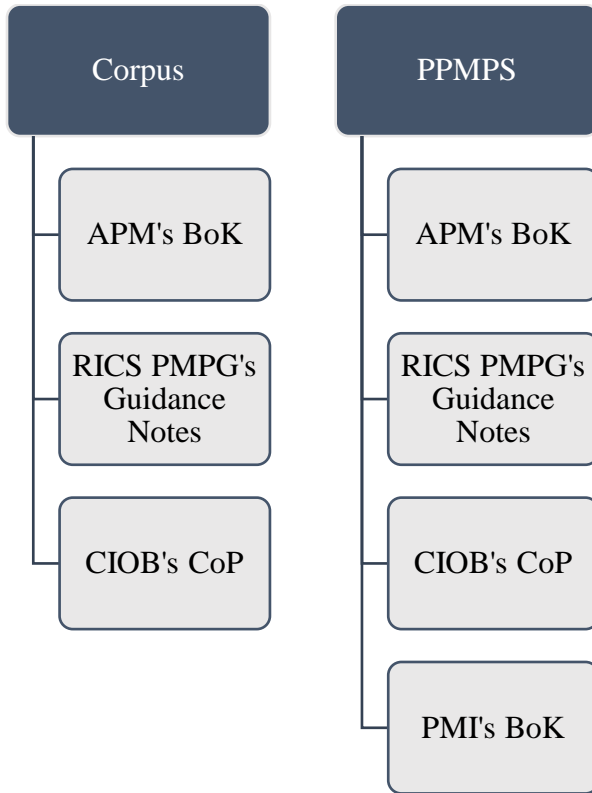 Corpus
APM's BoK
RICS PMPG's
Guidance
Notes
CIOB's CoP
PPMPS
APM's BoK
RICS PMPG's
Guidance
Notes
CIOB's CoP
PMI's BoK